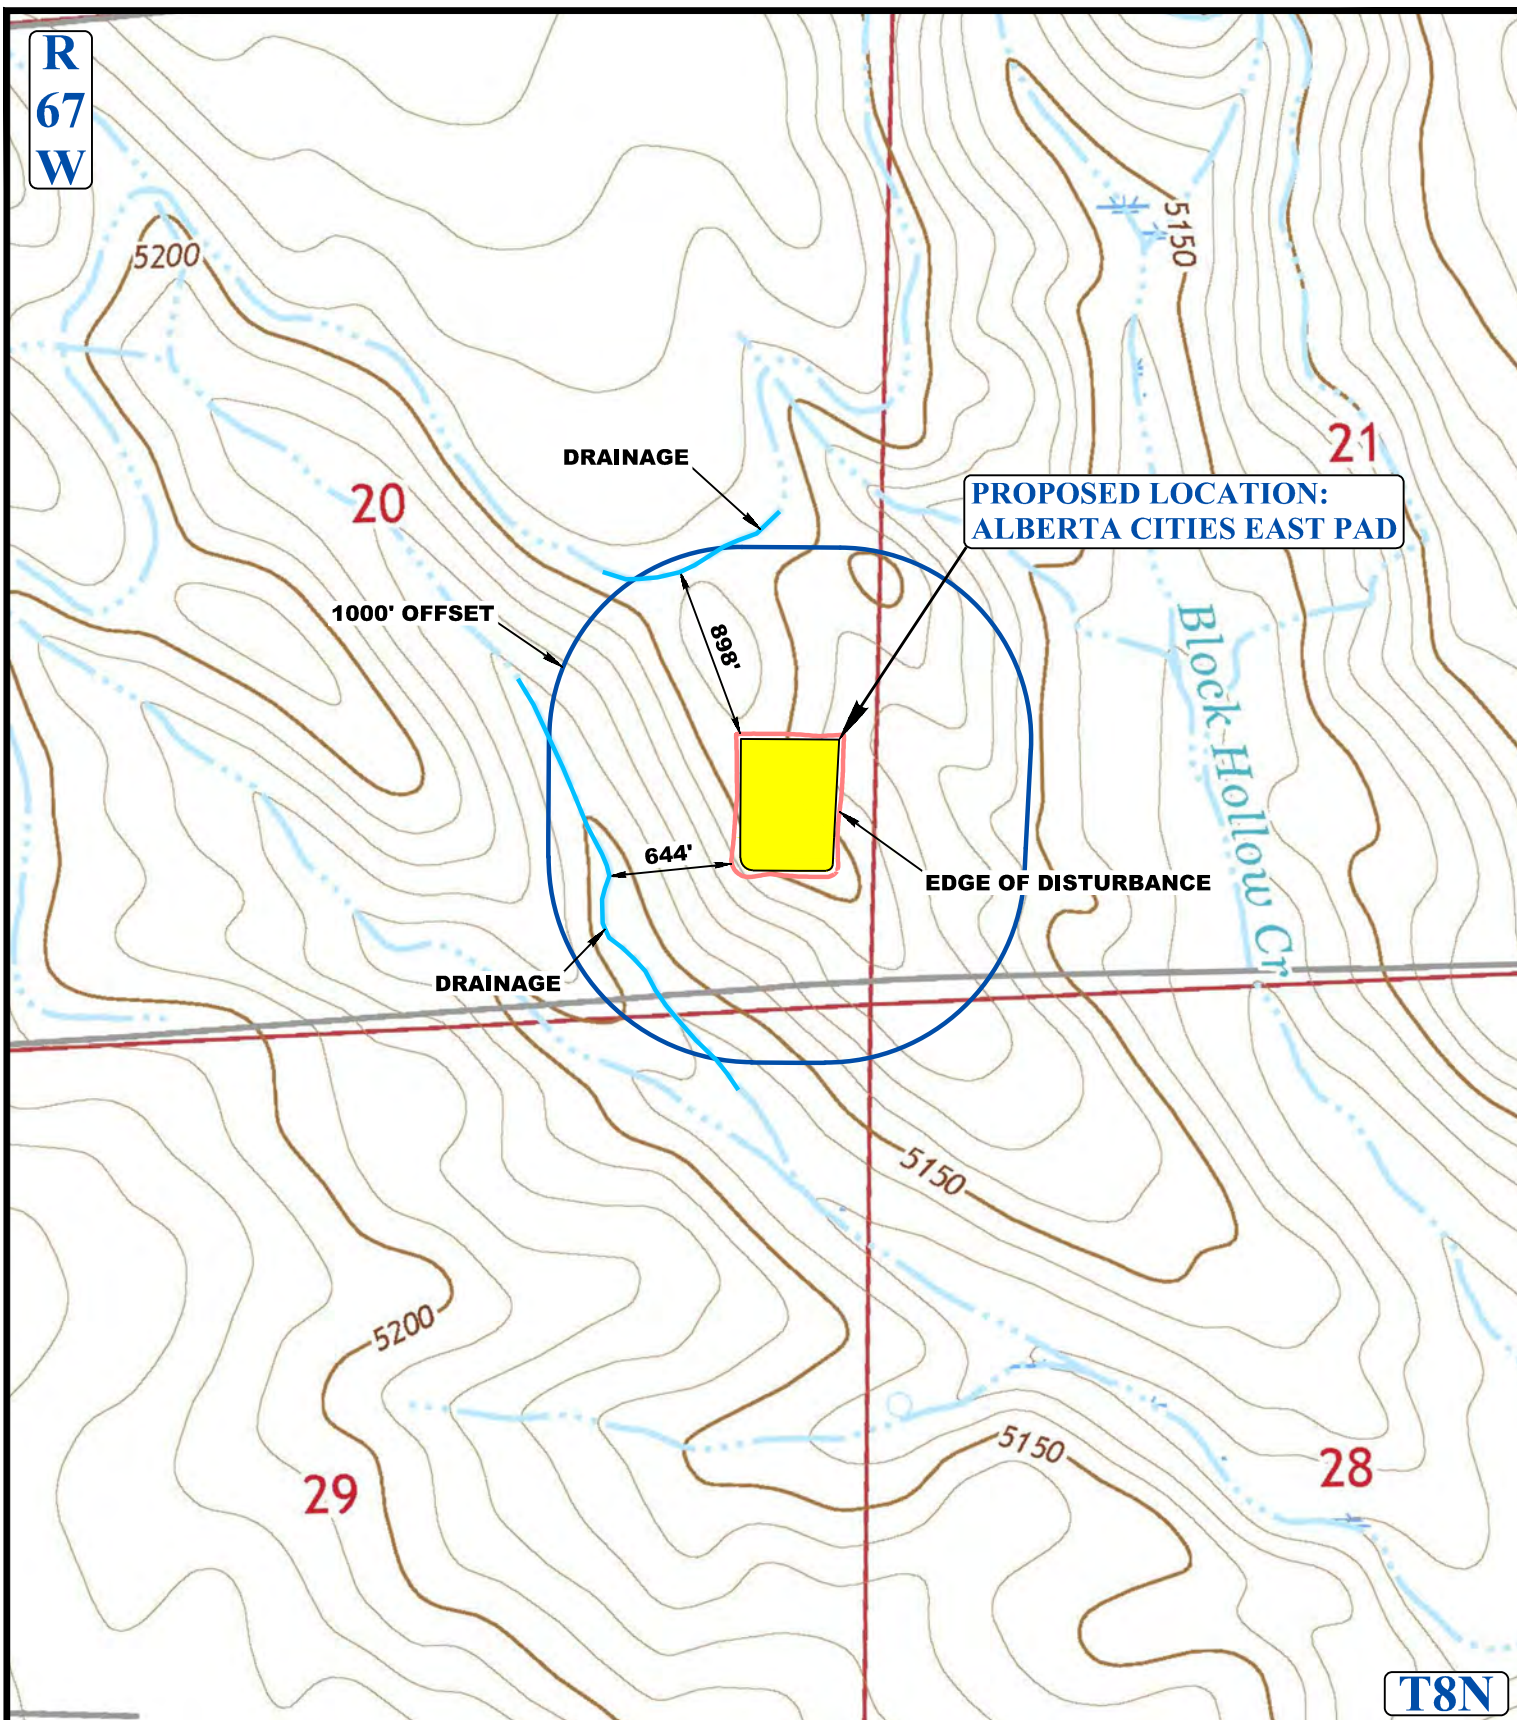 R
67
W
5200
5150
DRAINAGE
20
21
PROPOSED LOCATION:
ALBERTA CITIES EAST PAD
1000' OFFSET
898'
Block Hollow Cr
644'
EDGE OF DISTURBANCE
DRAINAGE
5150
5200
5150
29
28
T8N